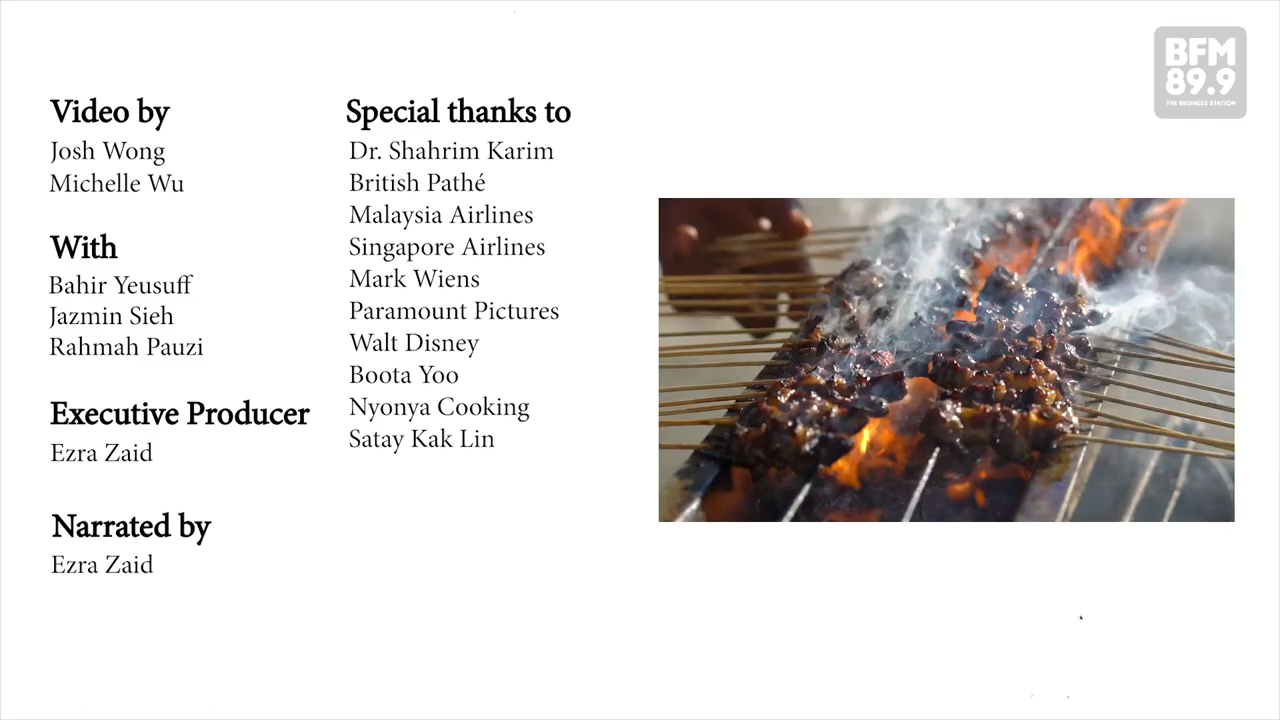 Video by
Josh Wong
Michelle Wu
With
Bahir Yeusuff
Jazmin Sieh
Rahmah Pauzi
Executive Producer
Ezra Zaid
Narrated by
Ezra Zaid
Special thanks to
Dr. Shahrim Karim
British Pathé
Malaysia Airlines
Singapore Airlines
Mark Wiens
Paramount Pictures
Walt Disney
Boota Yoo
Nyonya Cooking
Satay Kak Lin
BFM
89.9
THE BUSINESS STATION